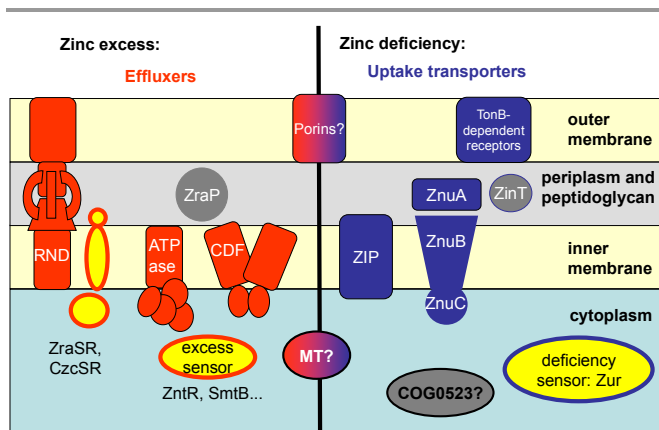 Zinc excess:
Effluxers
Zinc deficiency:
Uptake transporters
Porins?
TonB-
dependent
receptors
outer
membrane
ZraP
ZnuA
ZinT
periplasm and
peptidoglycan
RND
ATP
ase
CDF
ZIP
ZnuB
ZnuC
inner
membrane
cytoplasm
ZraSR,
CzcSR
excess
sensor
ZntR, SmtB...
MT?
COG0523?
deficiency
sensor: Zur